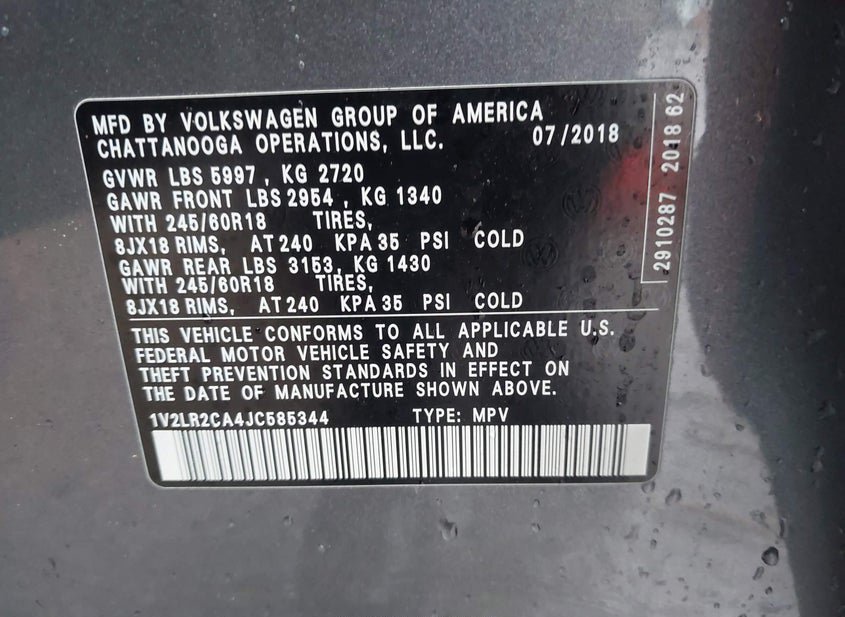 MFD BY VOLKSWAGEN GROUP OF AMERICA
CHATTANOOGA OPERATIONS, LLC. 07/2018
GVWR LBS 5997 , KG 2720
GAWR FRONT LBS 2954 , KG 1340
WITH 245/60R18 TIRES,
8JX18 RIMS, AT 240 KPA 35 PSI COLD
GAWR REAR LBS 3153, KG 1430
WITH 245/60R18 TIRES,
8JX18 RIMS, AT 240 KPA 35 PSI COLD
THIS VEHICLE CONFORMS TO ALL APPLICABLE U.S.
FEDERAL MOTOR VEHICLE SAFETY AND
THEFT PREVENTION STANDARDS IN EFFECT ON
THE DATE OF MANUFACTURE SHOWN ABOVE.
1V2LR2CA4JC585344 TYPE: MPV
2910287 2018 62